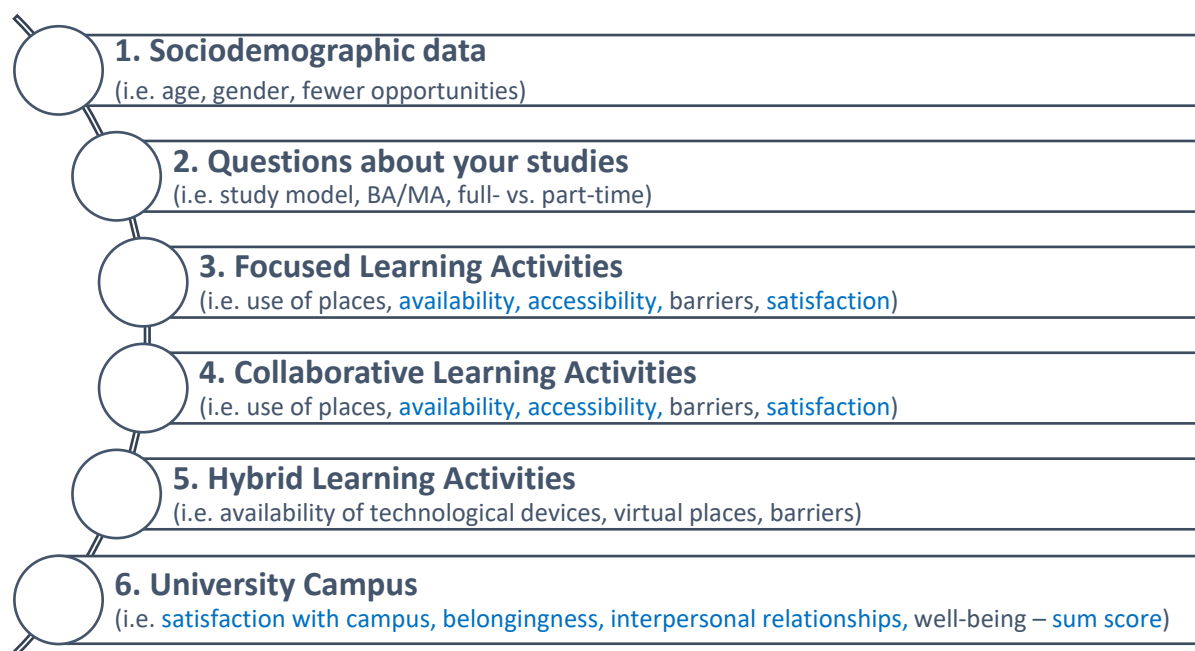 1. Sociodemographic data
(i.e. age, gender, fewer opportunities)
2. Questions about your studies
(i.e. study model, BA/MA, full- vs. part-time)
3. Focused Learning Activities
(i.e. use of places, availability, accessibility, barriers, satisfaction)
4. Collaborative Learning Activities
(i.e. use of places, availability, accessibility, barriers, satisfaction)
5. Hybrid Learning Activities
(i.e. availability of technological devices, virtual places, barriers)
6. University Campus
(i.e. satisfaction with campus, belongingness, interpersonal relationships, well-being – sum score)